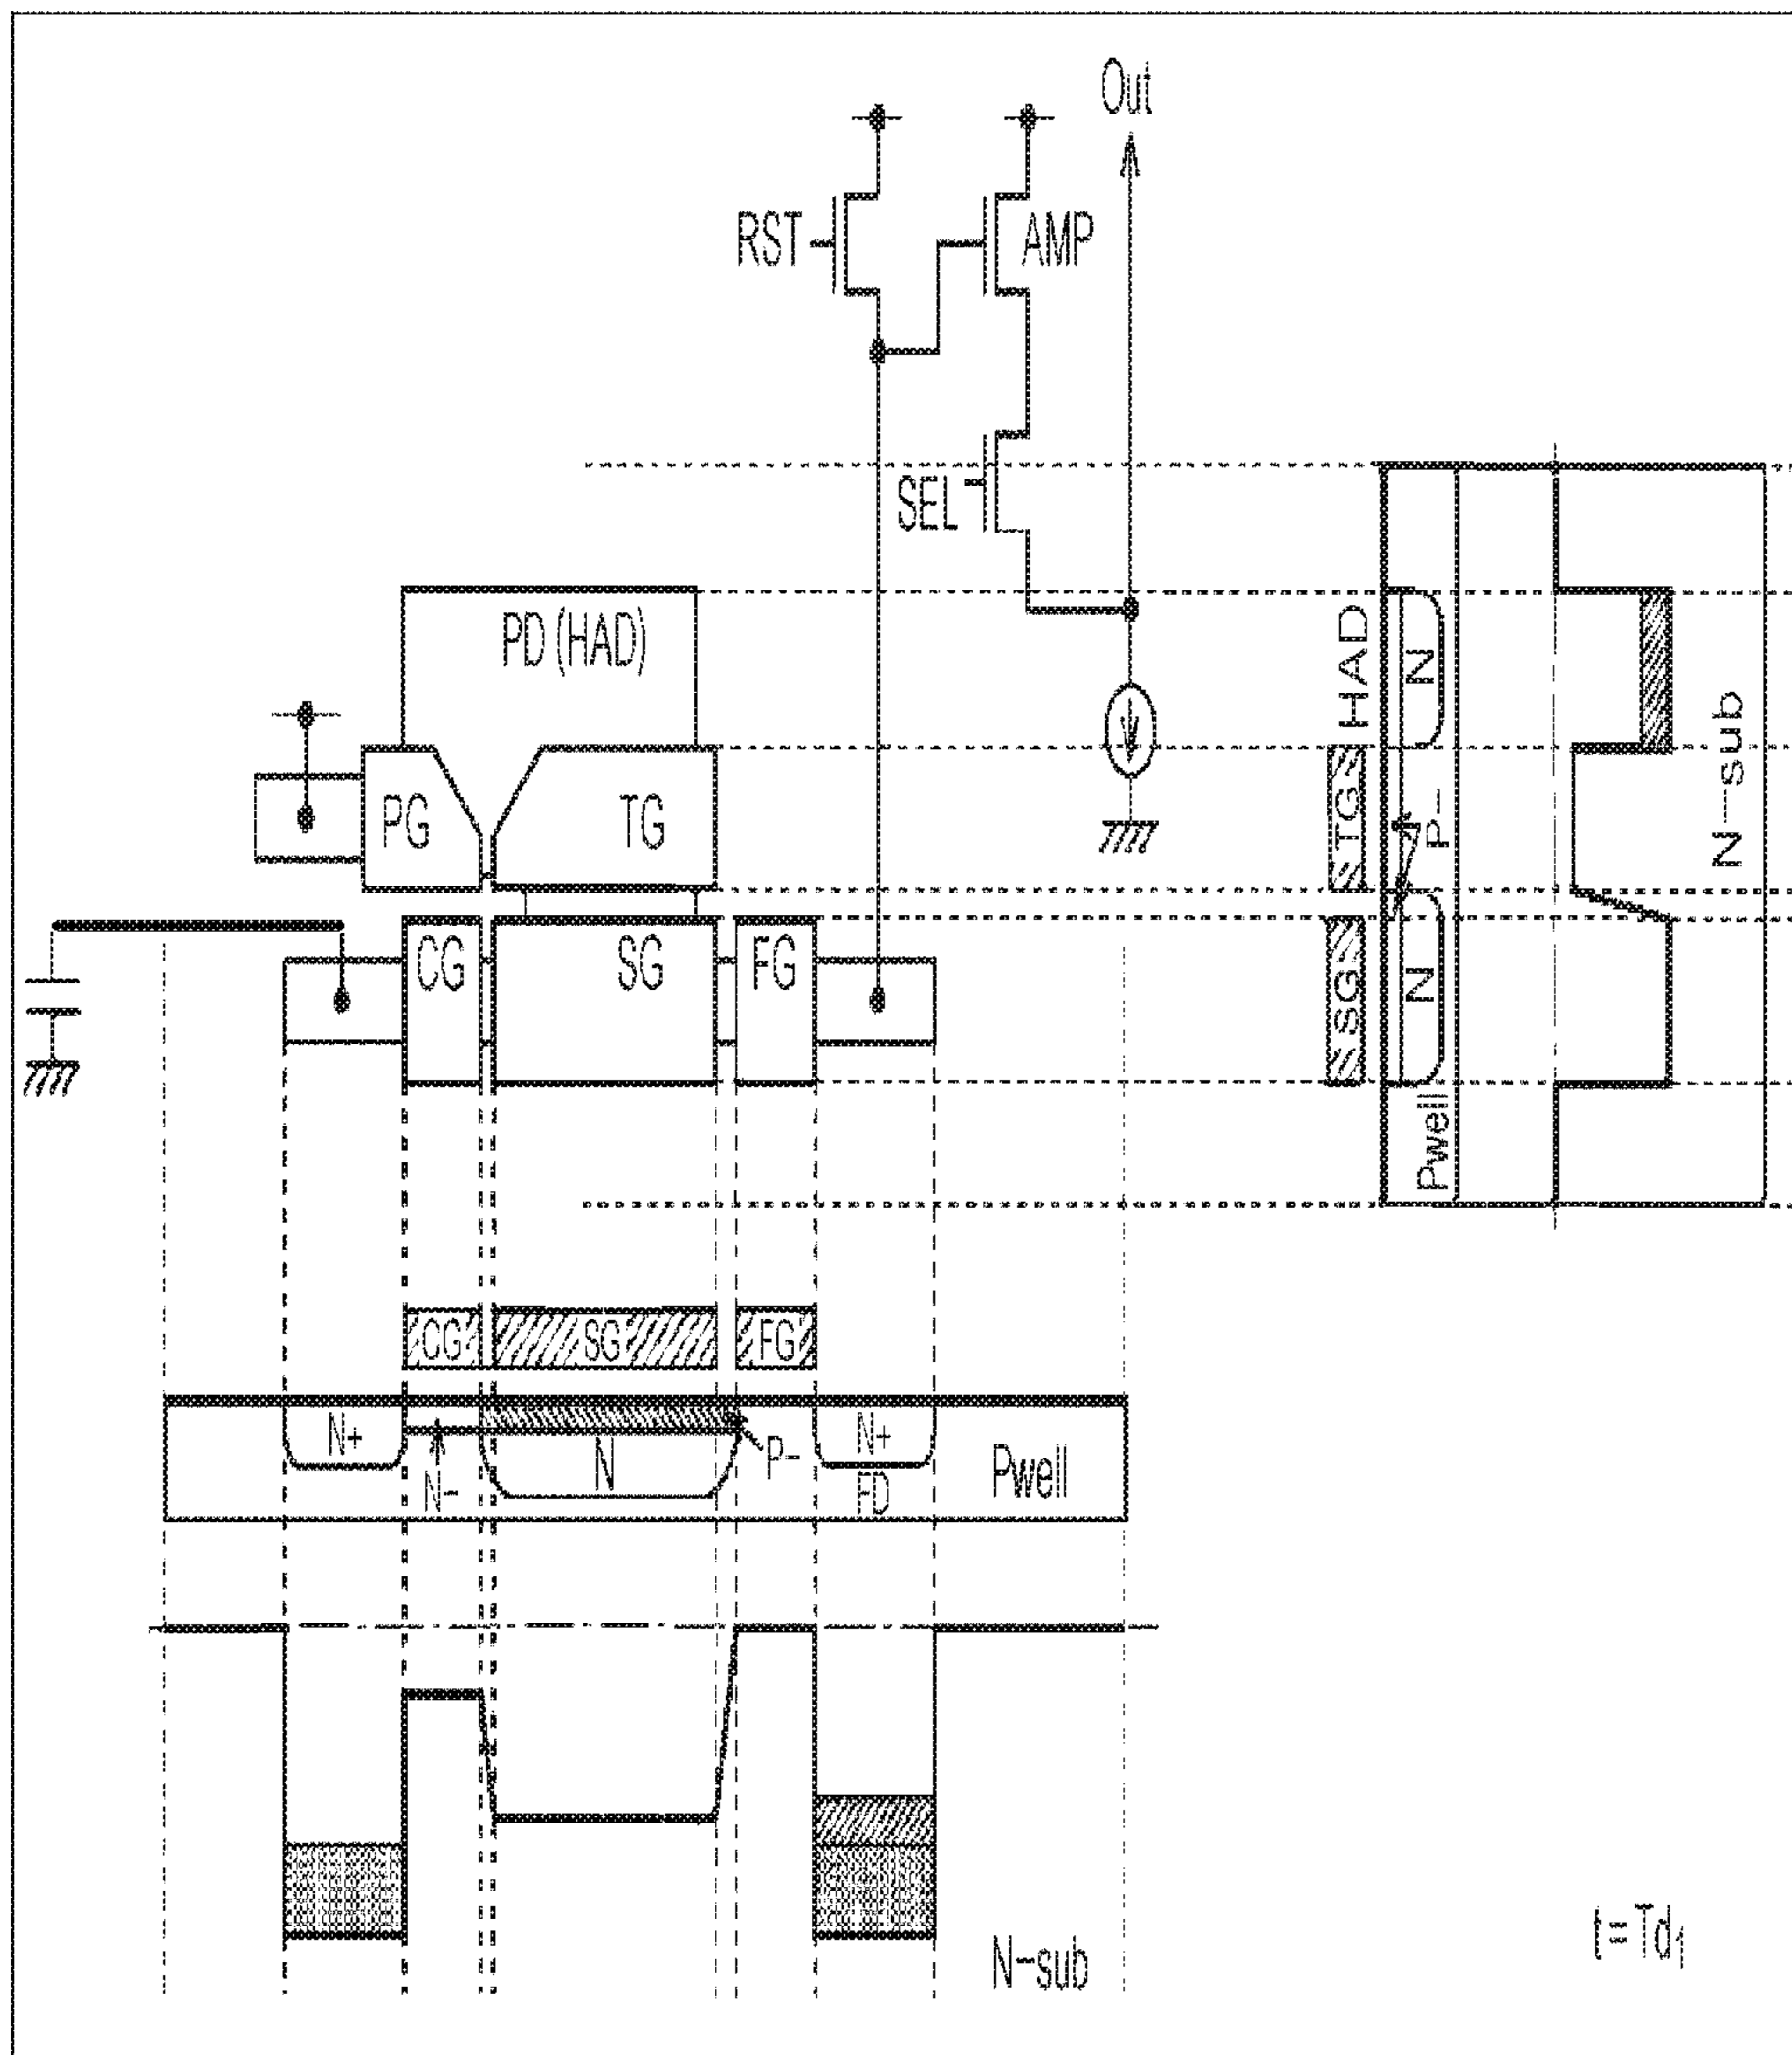 Out
RST
AMP
SEL
PD (HAD)
PG
TG
CG
SG
FG
HAD
TG
SG
N
N
P-
Pwell
N-sub
CG
SG
FG
N+
N-
N
P-
N+
FD
Pwell
N-sub
t=Td1